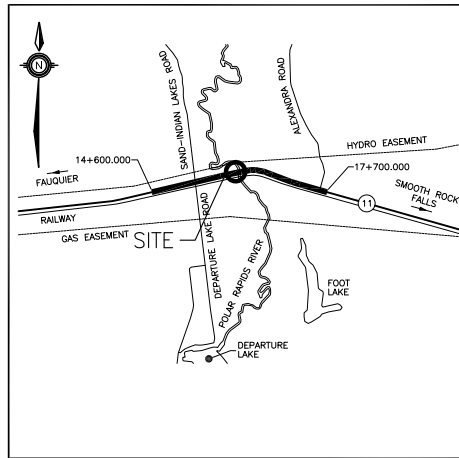 N
SAND-INDIAN LAKES ROAD
ALEXANDRA ROAD
HYDRO EASEMENT
14+600.000
17+700.000
FAUQUIER
SMOOTH ROCK
FALLS
11
RAILWAY
SITE
GAS EASEMENT
DEPARTURE LAKE ROAD
POLAR RAPIDS RIVER
FOOT
LAKE
DEPARTURE
LAKE